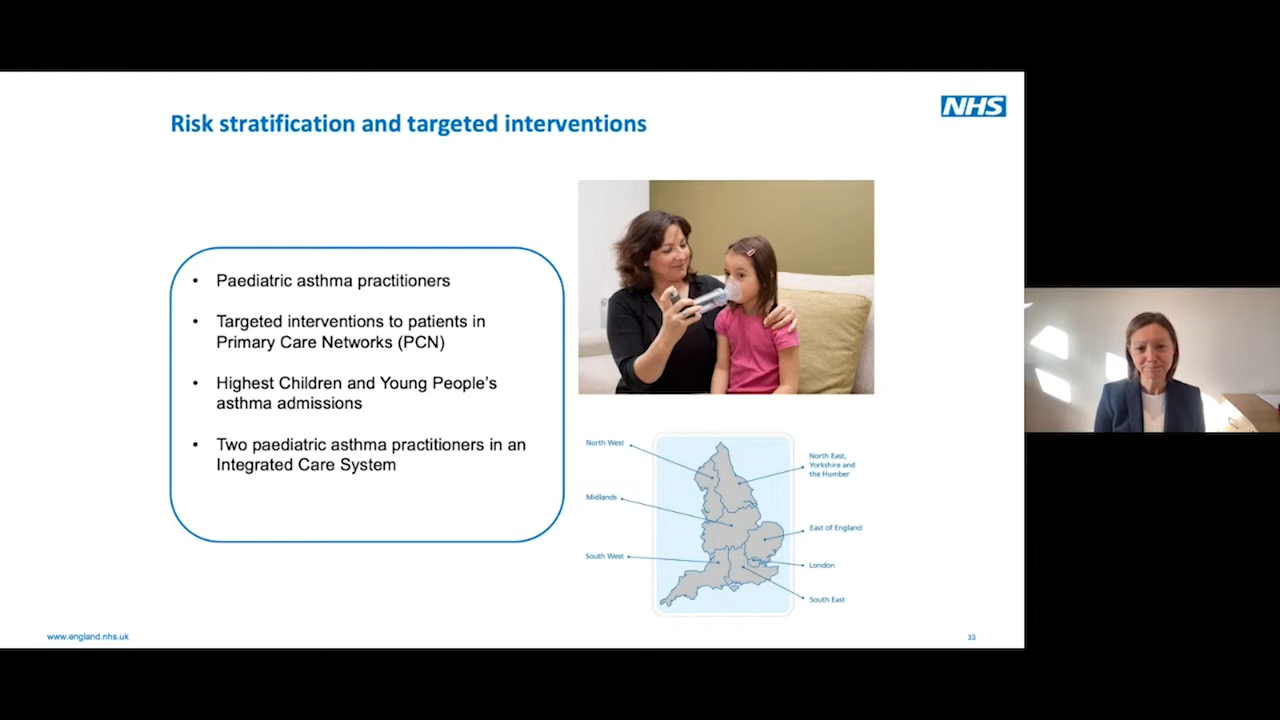 NHS
Risk stratification and targeted interventions
• Paediatric asthma practitioners
• Targeted interventions to patients in
Primary Care Networks (PCN)
• Highest Children and Young People's
asthma admissions
• Two paediatric asthma practitioners in an
Integrated Care System
North West
North East,
Yorkshire and
the Humber
Midlands
East of England
South West
London
South East
www.england.nhs.uk
33